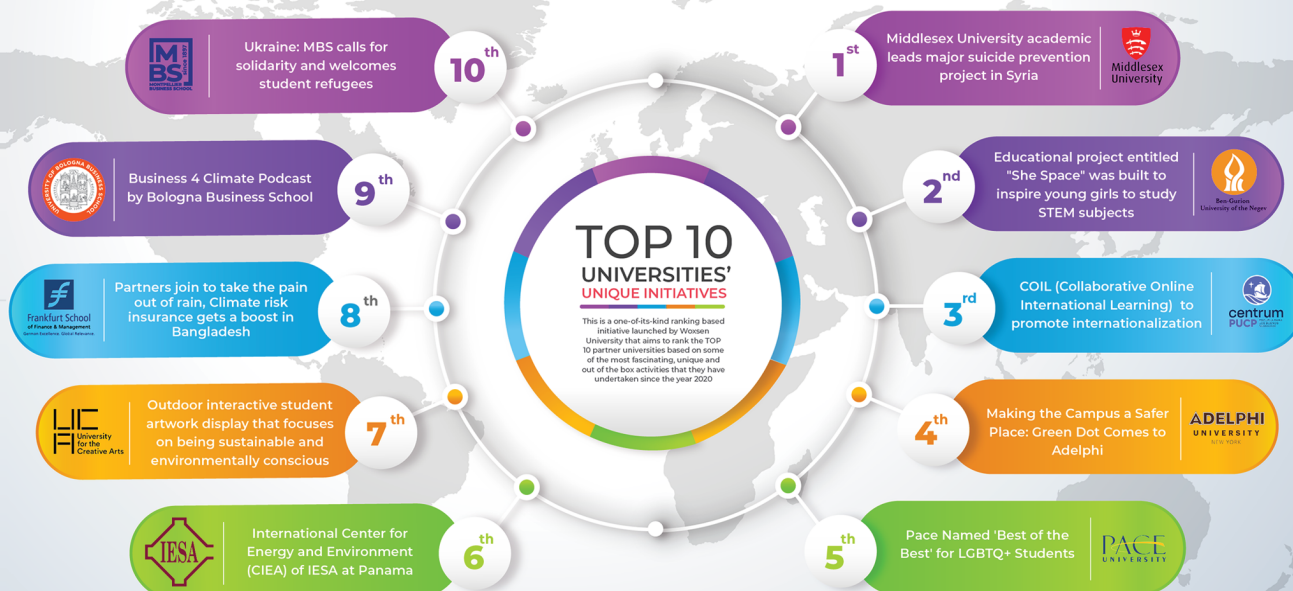 TOP 10
UNIVERSITIES'
UNIQUE INITIATIVES
This is a one-of-its-kind ranking based
initiative launched by Woxsen
University that aims to rank the TOP
10 partner universities based on some
of the most fascinating, unique and
out of the box activities that they have
undertaken since the year 2020
1st
Middlesex University academic
leads major suicide prevention
project in Syria
Middlesex
University
2nd
Educational project entitled
"She Space" was built to
inspire young girls to study
STEM subjects
Ben-Gurion
University of the Negev
3rd
COIL (Collaborative Online
International Learning) to
promote internationalization
centrum
PUCP
4th
Making the Campus a Safer
Place: Green Dot Comes to
Adelphi
ADELPHI
UNIVERSITY
NEW YORK
5th
Pace Named 'Best of the
Best' for LGBTQ+ Students
PACE
UNIVERSITY
6th
International Center for
Energy and Environment
(CIEA) of IESA at Panama
IESA
7th
Outdoor interactive student
artwork display that focuses
on being sustainable and
environmentally conscious
UCA
University
for the
Creative Arts
8th
Partners join to take the pain
out of rain, Climate risk
insurance gets a boost in
Bangladesh
Frankfurt School
of Finance & Management
German Excellence. Global Relevance.
9th
Business 4 Climate Podcast
by Bologna Business School
UNIVERSITY OF BOLOGNA BUSINESS SCHOOL
10th
Ukraine: MBS calls for
solidarity and welcomes
student refugees
MBS
since 1897
MONTPELLIER
BUSINESS SCHOOL